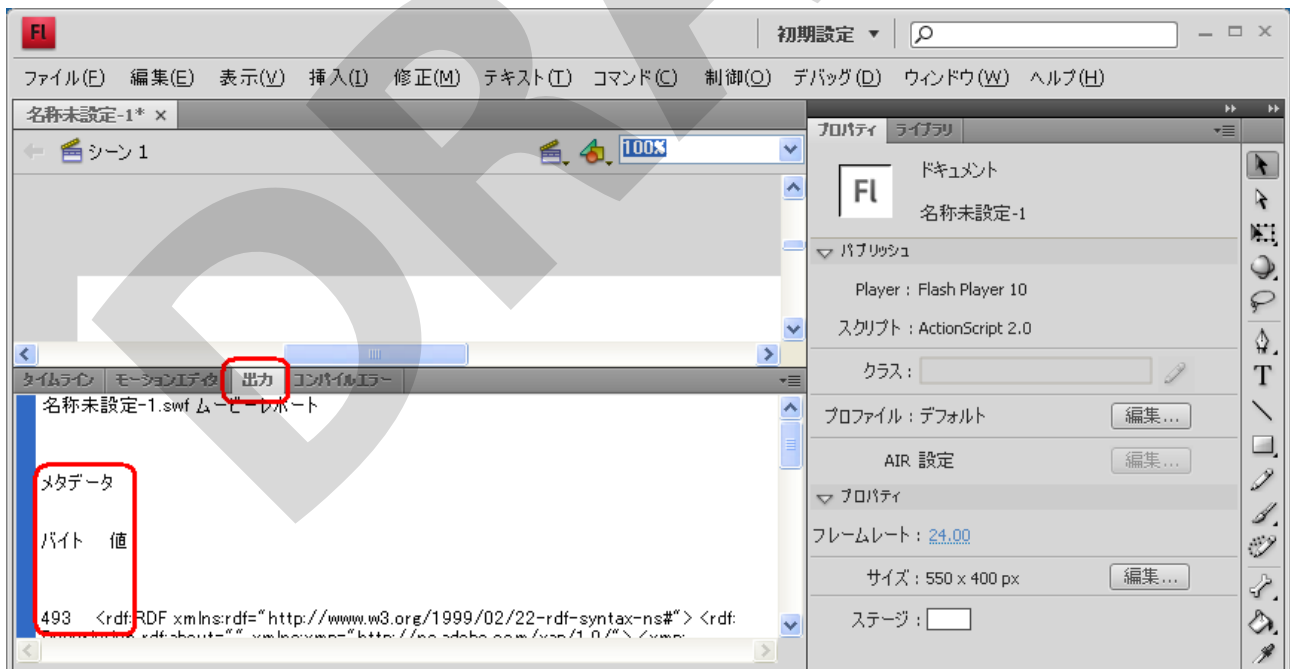 Fl
初期設定 ▼
ファイル(F) 編集(E) 表示(V) 挿入(I) 修正(M) テキスト(T) コマンド(C) 制御(O) デバッグ(D) ウィンドウ(W) ヘルプ(H)
名称未設定-1* ×
シーン 1
100%
タイムライン モーションエディタ 出力 コンパイルエラー
名称未設定-1.swf ムービーレポート
メタデータ
バイト 値
493 <rdf:RDF xmlns:rdf="http://www.w3.org/1999/02/22-rdf-syntax-ns#"> <rdf:
プロパティ ライブラリ
Fl
ドキュメント
名称未設定-1
パブリッシュ
Player : Flash Player 10
スクリプト : ActionScript 2.0
クラス :
プロファイル : デフォルト 編集...
AIR 設定 編集...
プロパティ
フレームレート : 24.00
サイズ : 550 x 400 px 編集...
ステージ :
T